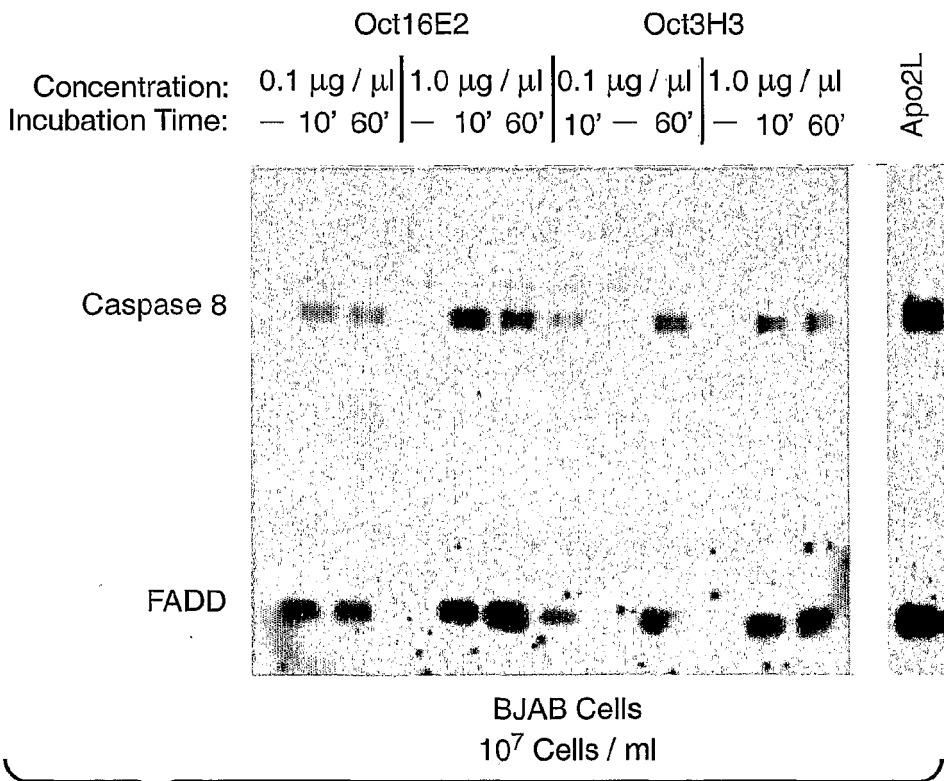 Oct16E2 Oct3H3
Concentration: 0.1 μg / μl 1.0 μg / μl 0.1 μg / μl 1.0 μg / μl
Incubation Time: — 10' 60' — 10' 60' 10' — 60' — 10' 60'
Apo2L
Caspase 8
FADD
BJAB Cells
10⁷ Cells / ml